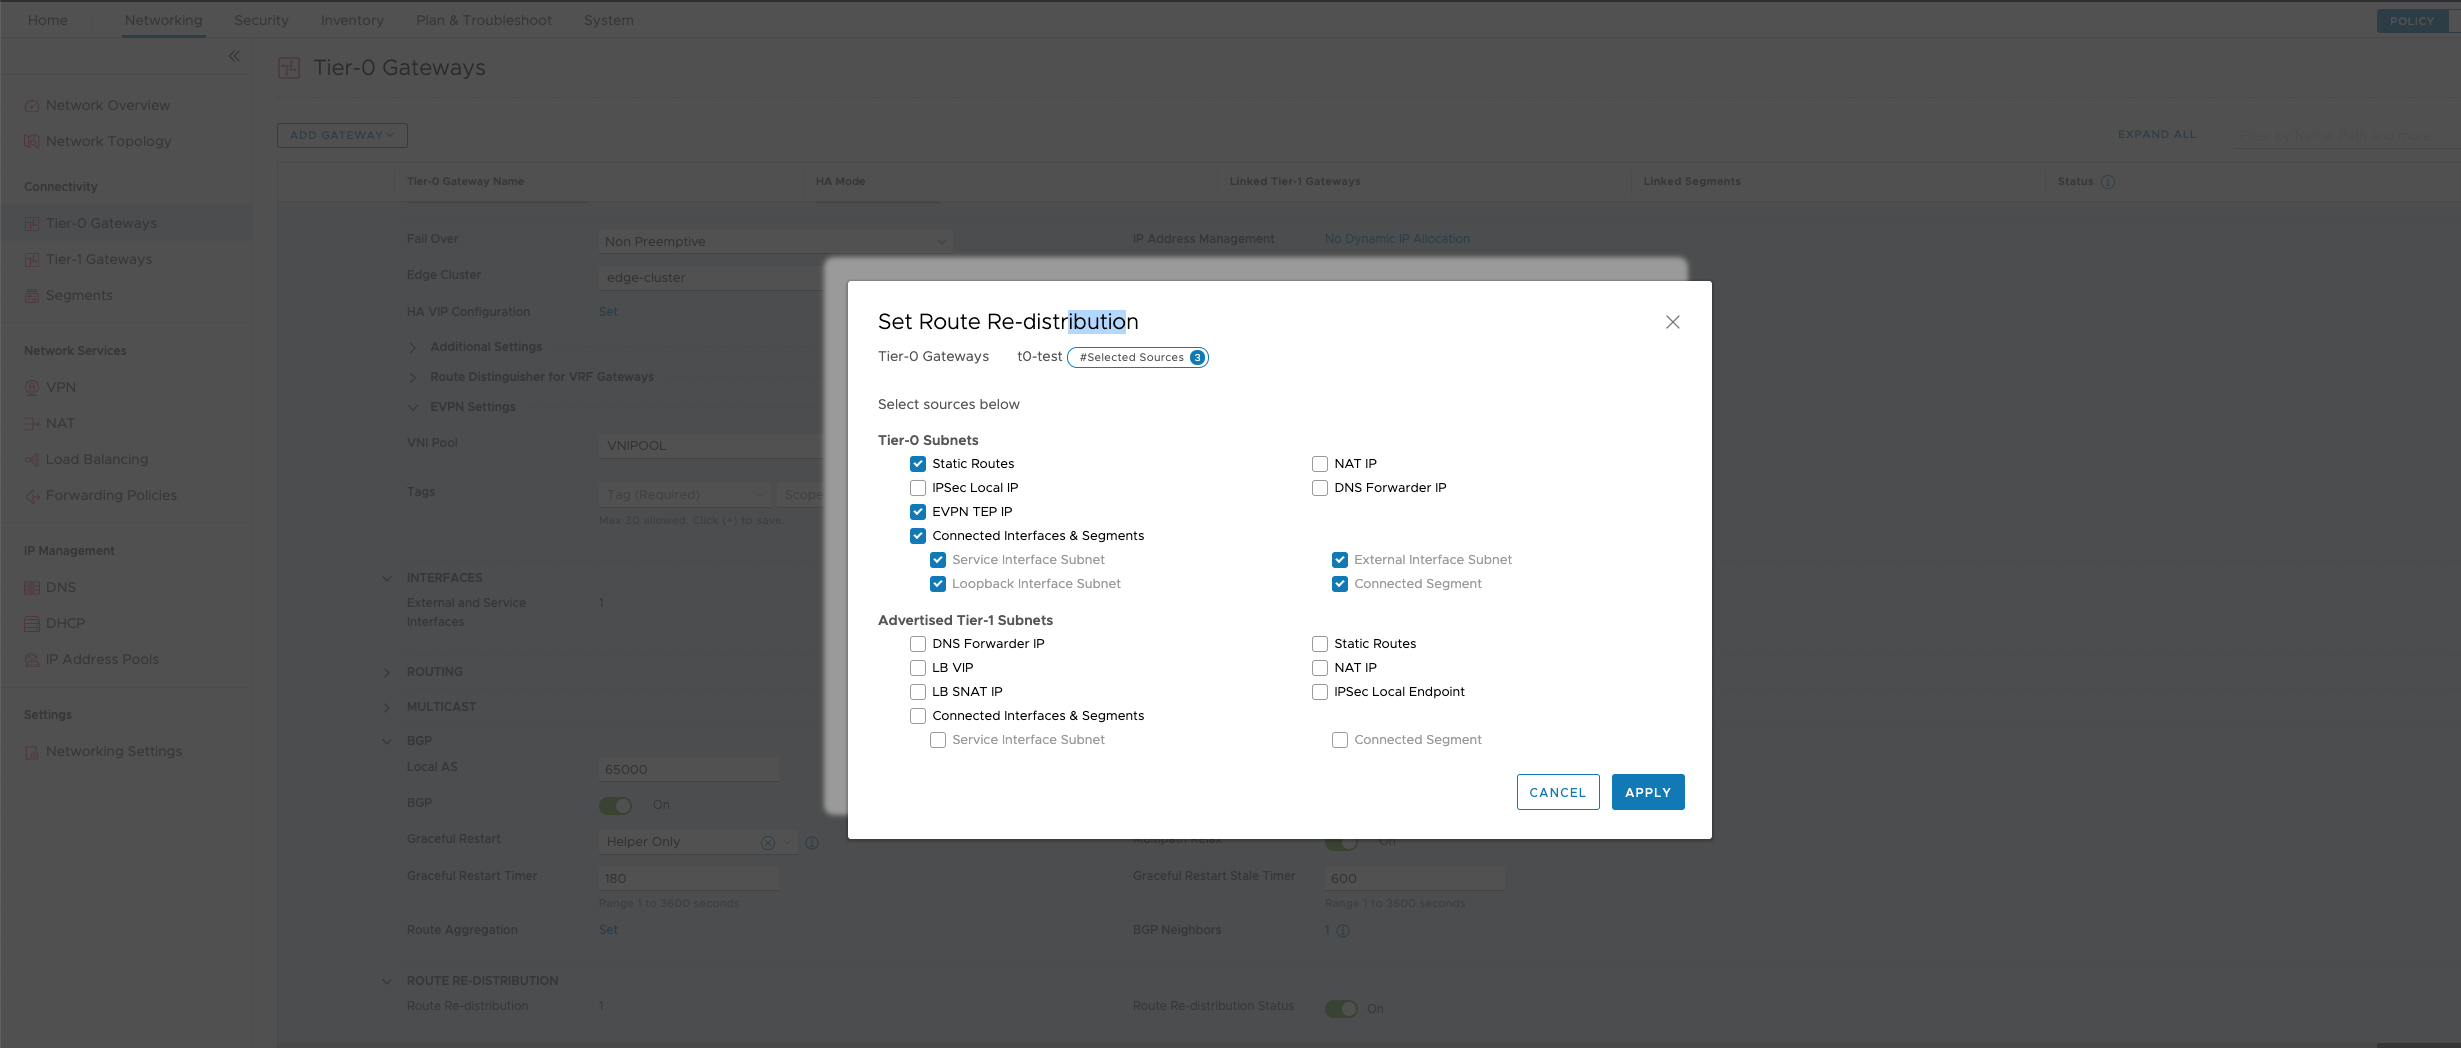 Home Networking Security Inventory Plan & Troubleshoot System POLICY
Tier-0 Gateways
Network Overview
Network Topology
ADD GATEWAY EXPAND ALL
Connectivity
Tier-0 Gateways
Tier-1 Gateways
Segments
Network Services
VPN
NAT
Load Balancing
Forwarding Policies
IP Management
DNS
DHCP
IP Address Pools
Settings
Networking Settings
Tier-0 Gateway Name HA Mode Linked Tier-1 Gateways Linked Segments Status
Fail Over Non Preemptive IP Address Management No Dynamic IP Allocation
Edge Cluster edge-cluster
HA VIP Configuration Set
Additional Settings
Route Distinguisher for VRF Gateways
EVPN Settings
VNI Pool VNIPOOL
Tags Tag (Required) Scope
Max 30 allowed. Click (+) to save.
INTERFACES
External and Service 1
Interfaces
ROUTING
MULTICAST
BGP
Local AS 65000
BGP On
Graceful Restart Helper Only Multipath Relax On
Graceful Restart Timer 180 Graceful Restart Stale Timer 600
Range 1 to 3600 seconds Range 1 to 3600 seconds
Route Aggregation Set BGP Neighbors 1
ROUTE RE-DISTRIBUTION
Route Re-distribution 1 Route Re-distribution Status On
Set Route Re-distribution
Tier-0 Gateways t0-test #Selected Sources 3
Select sources below
Tier-0 Subnets
Static Routes NAT IP
IPSec Local IP DNS Forwarder IP
EVPN TEP IP
Connected Interfaces & Segments
Service Interface Subnet External Interface Subnet
Loopback Interface Subnet Connected Segment
Advertised Tier-1 Subnets
DNS Forwarder IP Static Routes
LB VIP NAT IP
LB SNAT IP IPSec Local Endpoint
Connected Interfaces & Segments
Service Interface Subnet Connected Segment
CANCEL APPLY